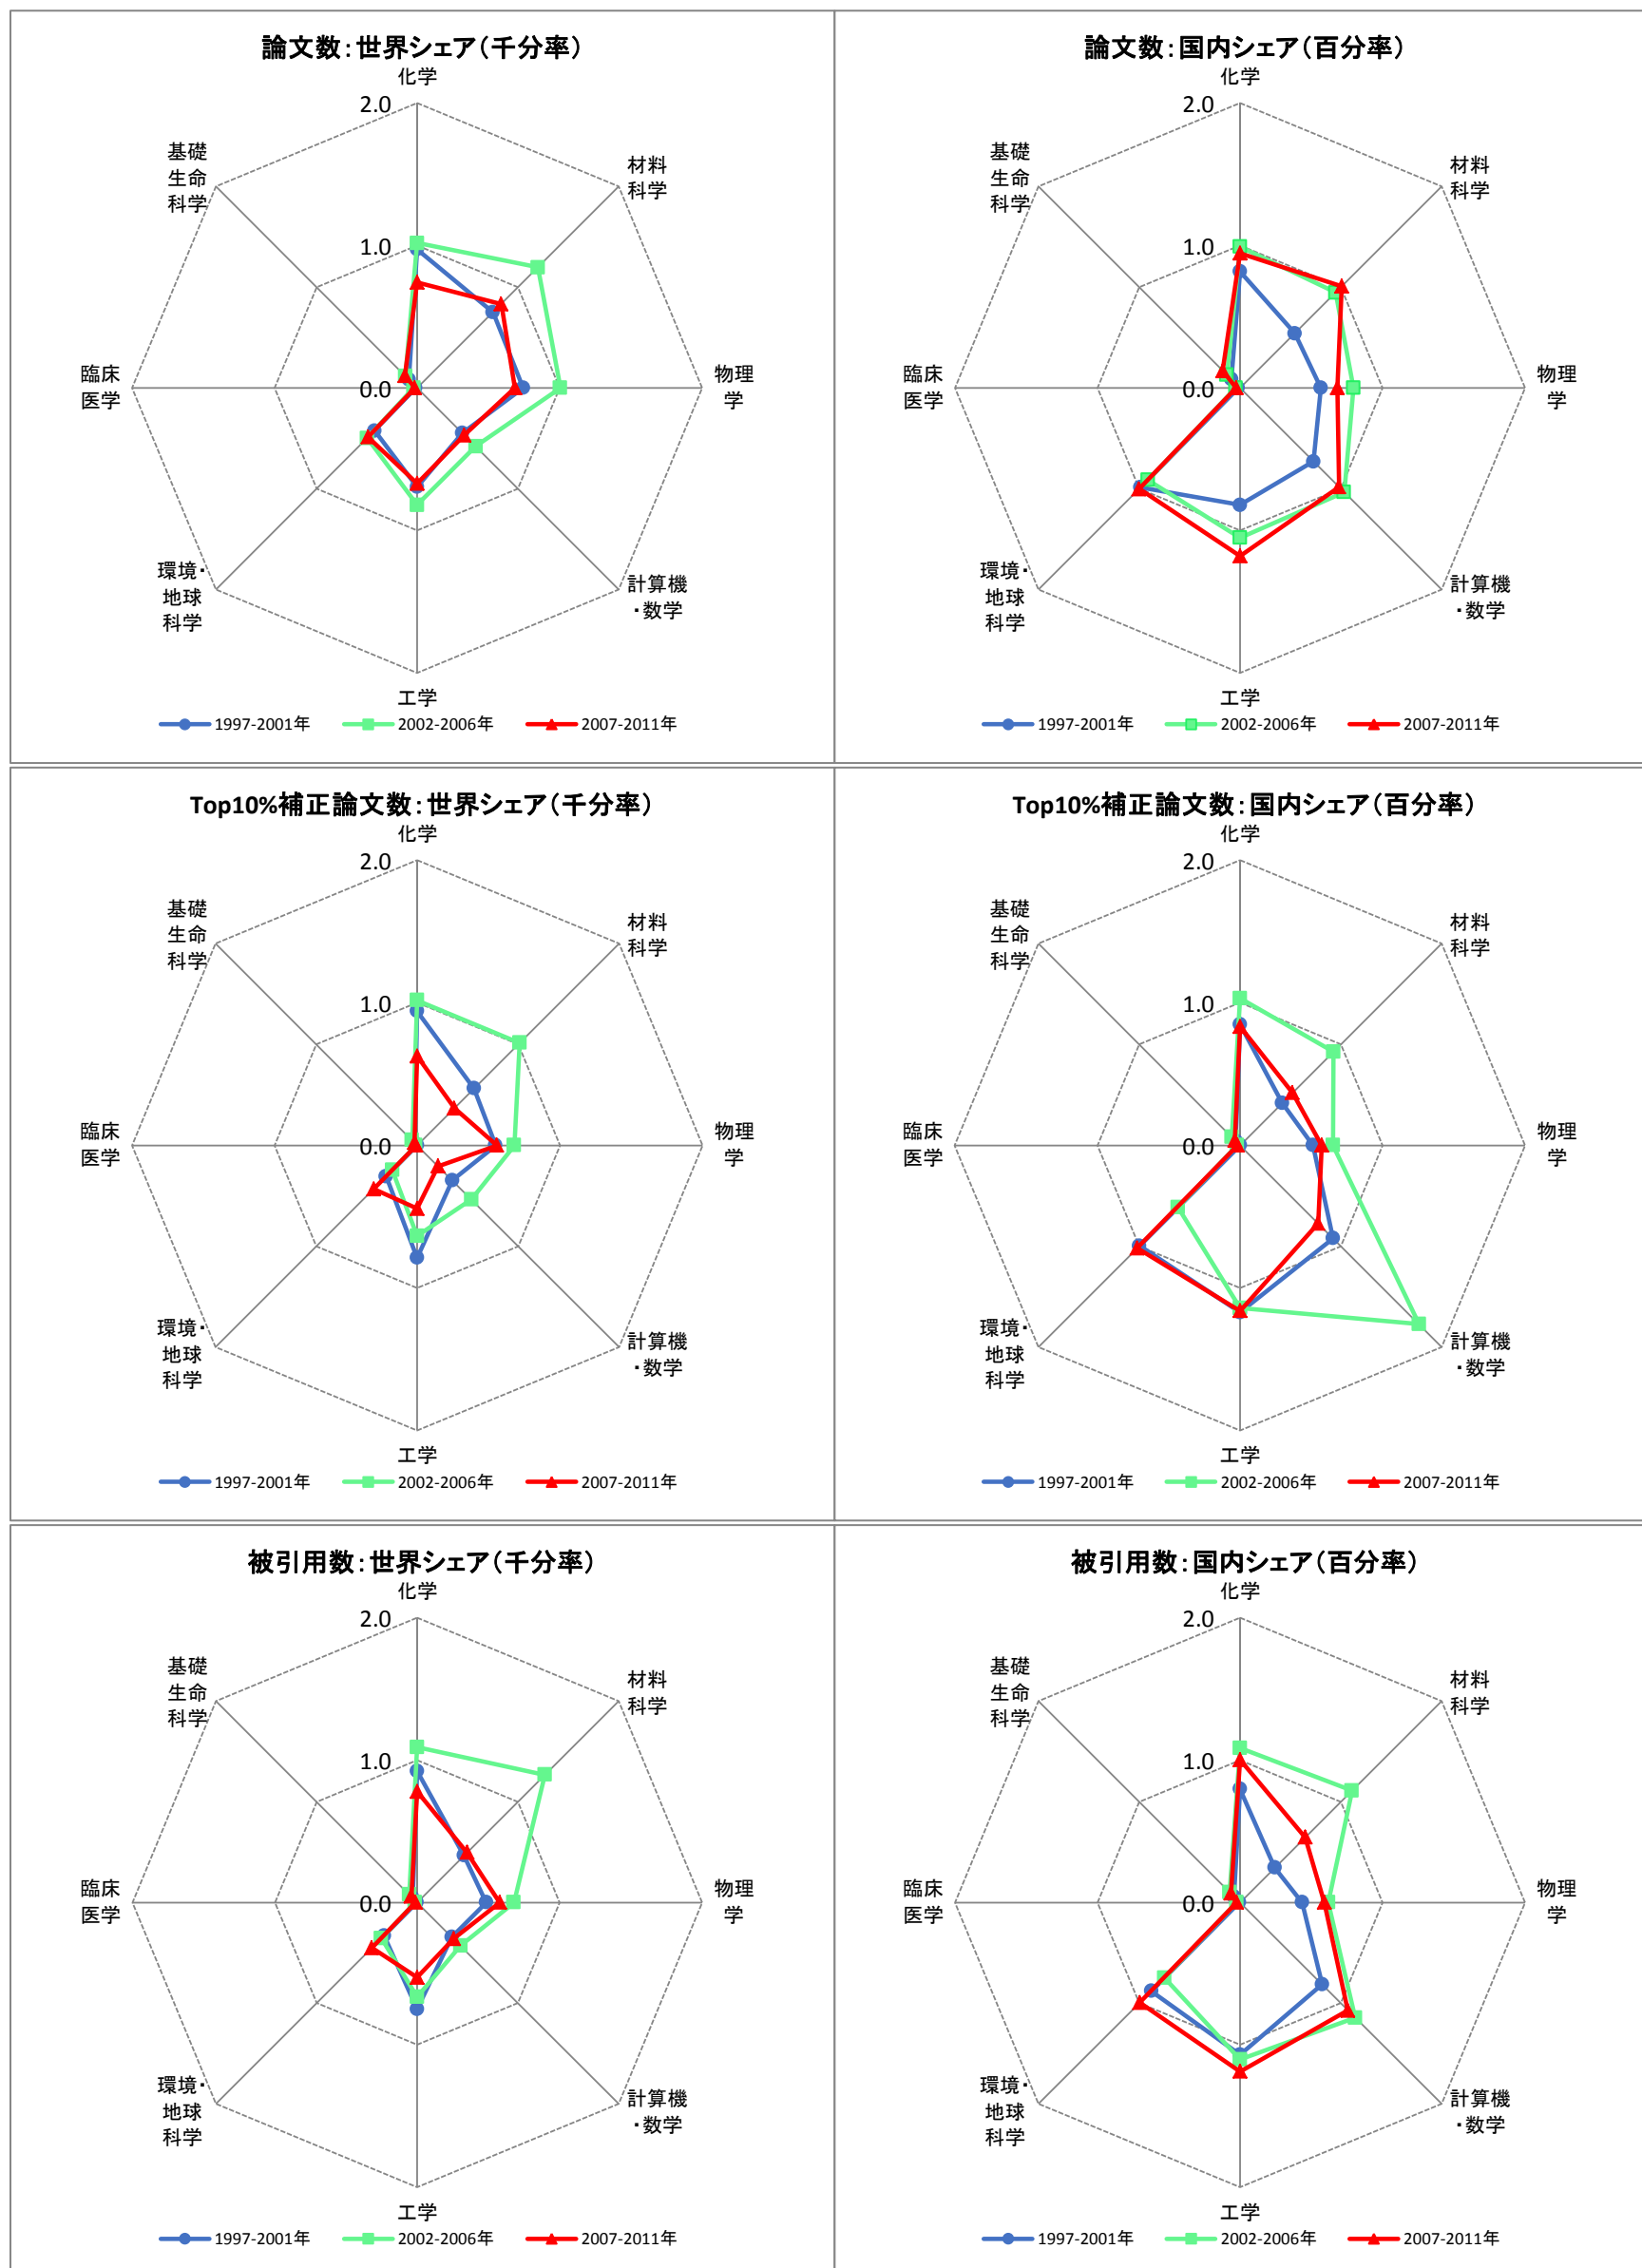 論文数：世界シェア（千分率）
化学
2.0
基礎
生命
科学
材料
科学
1.0
臨床
医学
0.0
物理
学
環境・
地球
科学
計算機
・数学
工学
1997-2001年 2002-2006年 2007-2011年
論文数：国内シェア（百分率）
化学
2.0
基礎
生命
科学
材料
科学
1.0
臨床
医学
0.0
物理
学
環境・
地球
科学
計算機
・数学
工学
1997-2001年 2002-2006年 2007-2011年
Top10%補正論文数：世界シェア（千分率）
化学
2.0
基礎
生命
科学
材料
科学
1.0
臨床
医学
0.0
物理
学
環境・
地球
科学
計算機
・数学
工学
1997-2001年 2002-2006年 2007-2011年
Top10%補正論文数：国内シェア（百分率）
化学
2.0
基礎
生命
科学
材料
科学
1.0
臨床
医学
0.0
物理
学
環境・
地球
科学
計算機
・数学
工学
1997-2001年 2002-2006年 2007-2011年
被引用数：世界シェア（千分率）
化学
2.0
基礎
生命
科学
材料
科学
1.0
臨床
医学
0.0
物理
学
環境・
地球
科学
計算機
・数学
工学
1997-2001年 2002-2006年 2007-2011年
被引用数：国内シェア（百分率）
化学
2.0
基礎
生命
科学
材料
科学
1.0
臨床
医学
0.0
物理
学
環境・
地球
科学
計算機
・数学
工学
1997-2001年 2002-2006年 2007-2011年